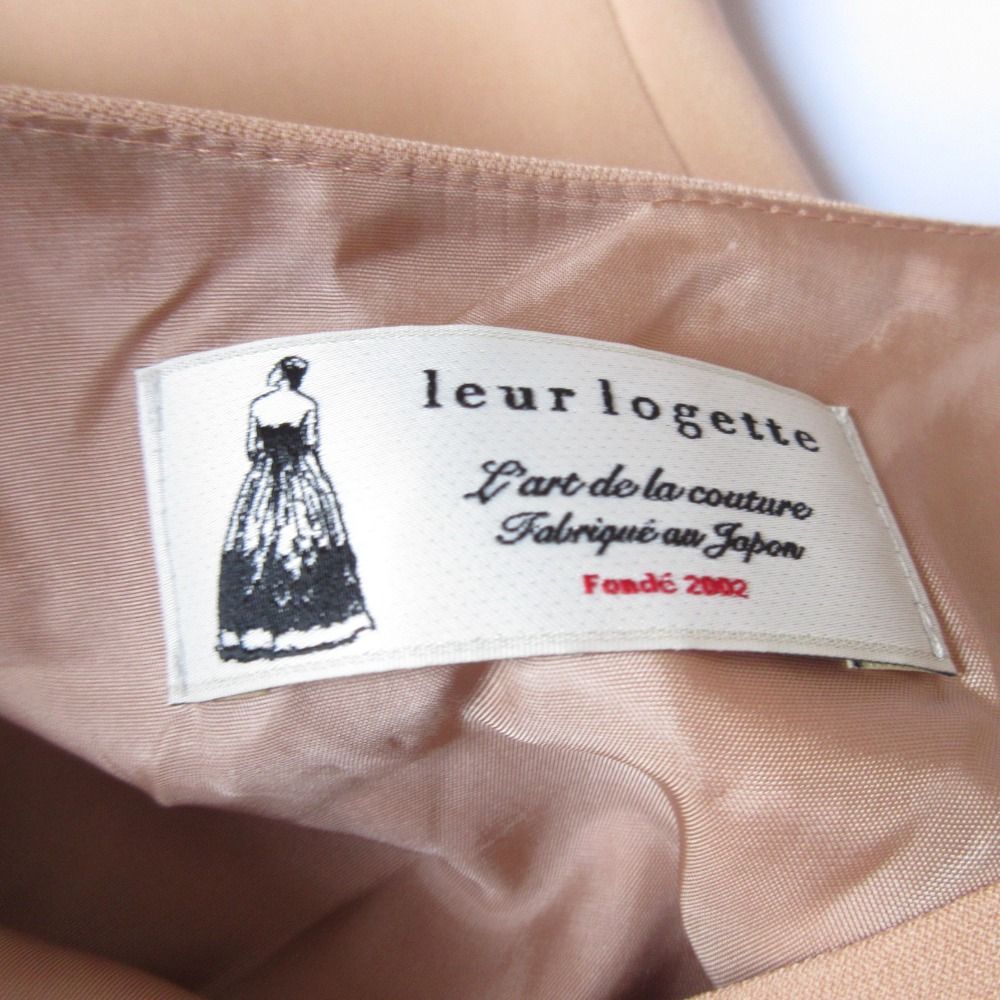 leur logette
L'art de la couture
Fabriqué au Japon
Fondé 2002